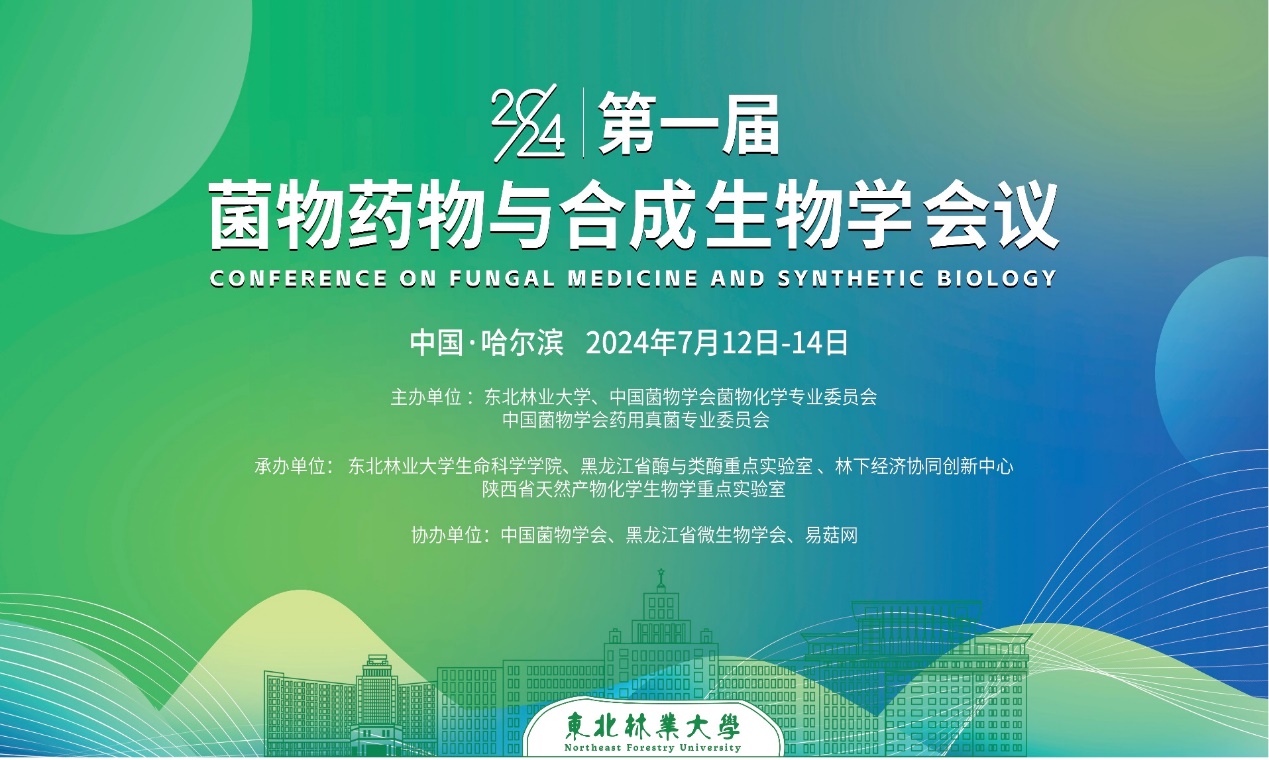 2024 第一届
菌物药物与合成生物学会议
CONFERENCE ON FUNGAL MEDICINE AND SYNTHETIC BIOLOGY
中国·哈尔滨 2024年7月12日-14日
主办单位：东北林业大学、中国菌物学会菌物化学专业委员会
中国菌物学会药用真菌专业委员会
承办单位：东北林业大学生命科学学院、黑龙江省酶与类酶重点实验室、林下经济协同创新中心
陕西省天然产物化学生物学重点实验室
协办单位：中国菌物学会、黑龙江省微生物学会、易菇网
東北林業大學
Northeast Forestry University